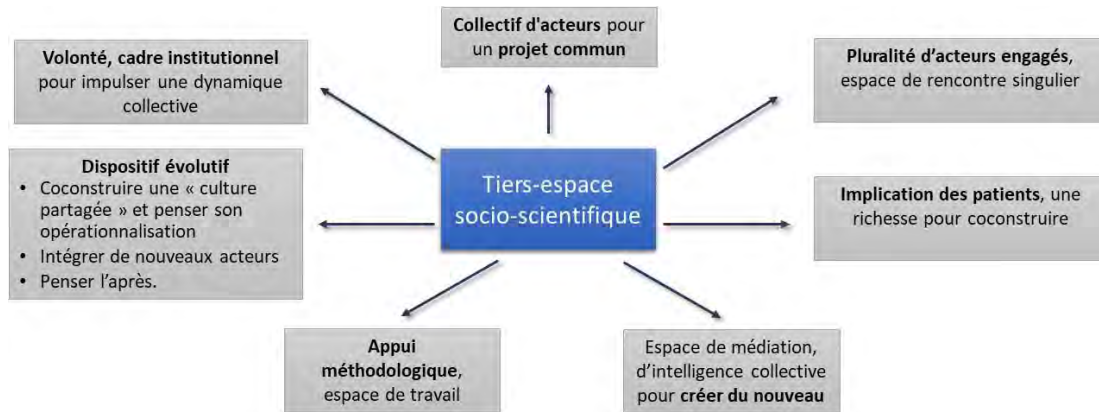 Collectif d'acteurs pour
un projet commun
Volonté, cadre institutionnel
pour impulser une dynamique
collective
Pluralité d’acteurs engagés,
espace de rencontre singulier
Dispositif évolutif
• Coconstruire une « culture
partagée » et penser son
opérationnalisation
• Intégrer de nouveaux acteurs
• Penser l’après.
Tiers-espace
socio-scientifique
Implication des patients, une
richesse pour coconstruire
Appui
méthodologique,
espace de travail
Espace de médiation,
d’intelligence collective
pour créer du nouveau